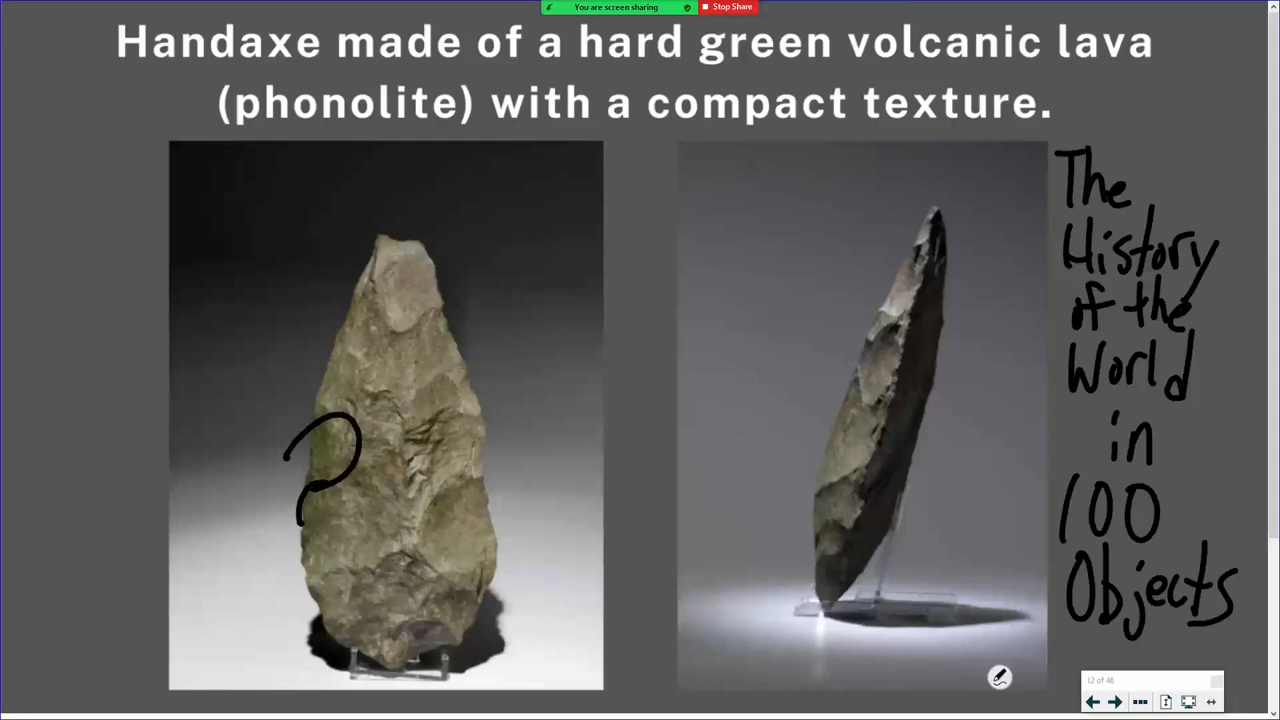 You are screen sharing
Stop Share
Handaxe made of a hard green volcanic lava
(phonolite) with a compact texture.
The
History
of the
World
in
100
Objects
12 of 46